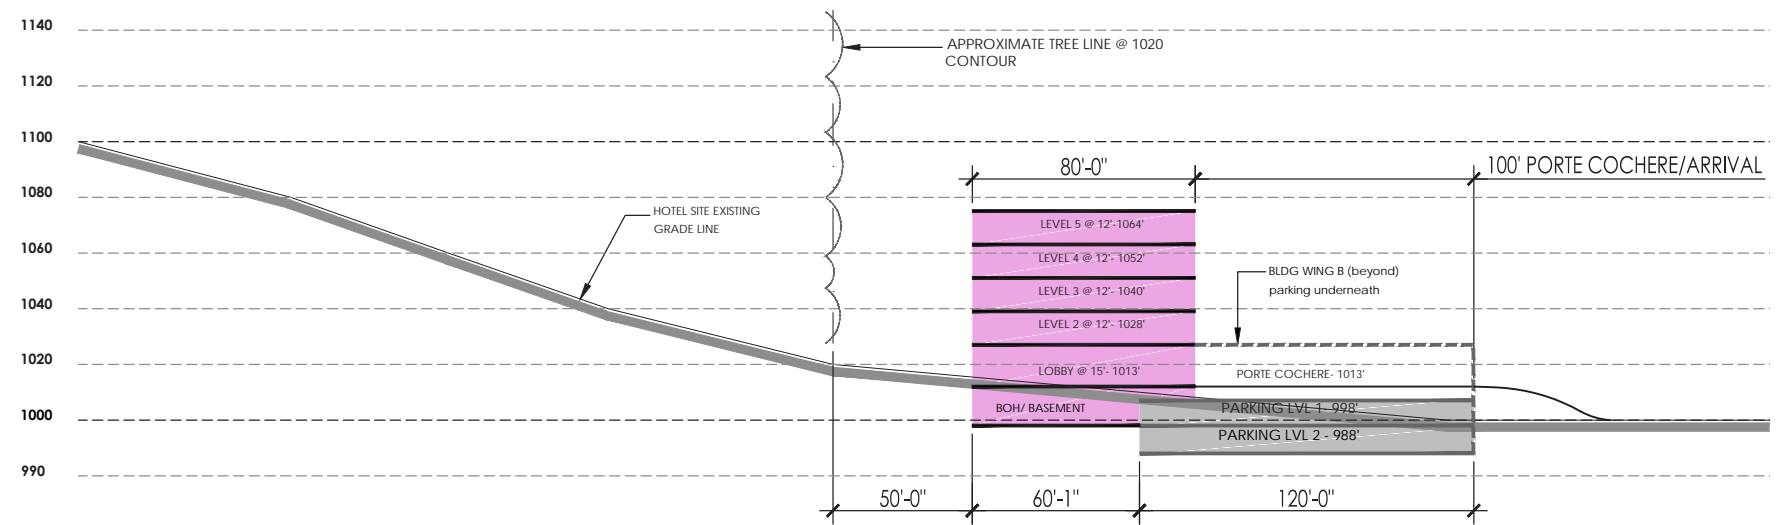 1140
APPROXIMATE TREE LINE @ 1020
CONTOUR
1120
1100
80'-0"
100' PORTE COCHERE/ARRIVAL
1080
HOTEL SITE EXISTING
GRADE LINE
LEVEL 5 @ 12'-1064'
1060
LEVEL 4 @ 12'- 1052'
BLDG WING B (beyond)
parking underneath
LEVEL 3 @ 12'- 1040'
1040
LEVEL 2 @ 12'- 1028'
1020
LOBBY @ 15'- 1013'
PORTE COCHERE- 1013'
BOH/ BASEMENT
PARKING LVL 1- 998'
1000
PARKING LVL 2 - 988'
990
50'-0"
60'-1"
120'-0"